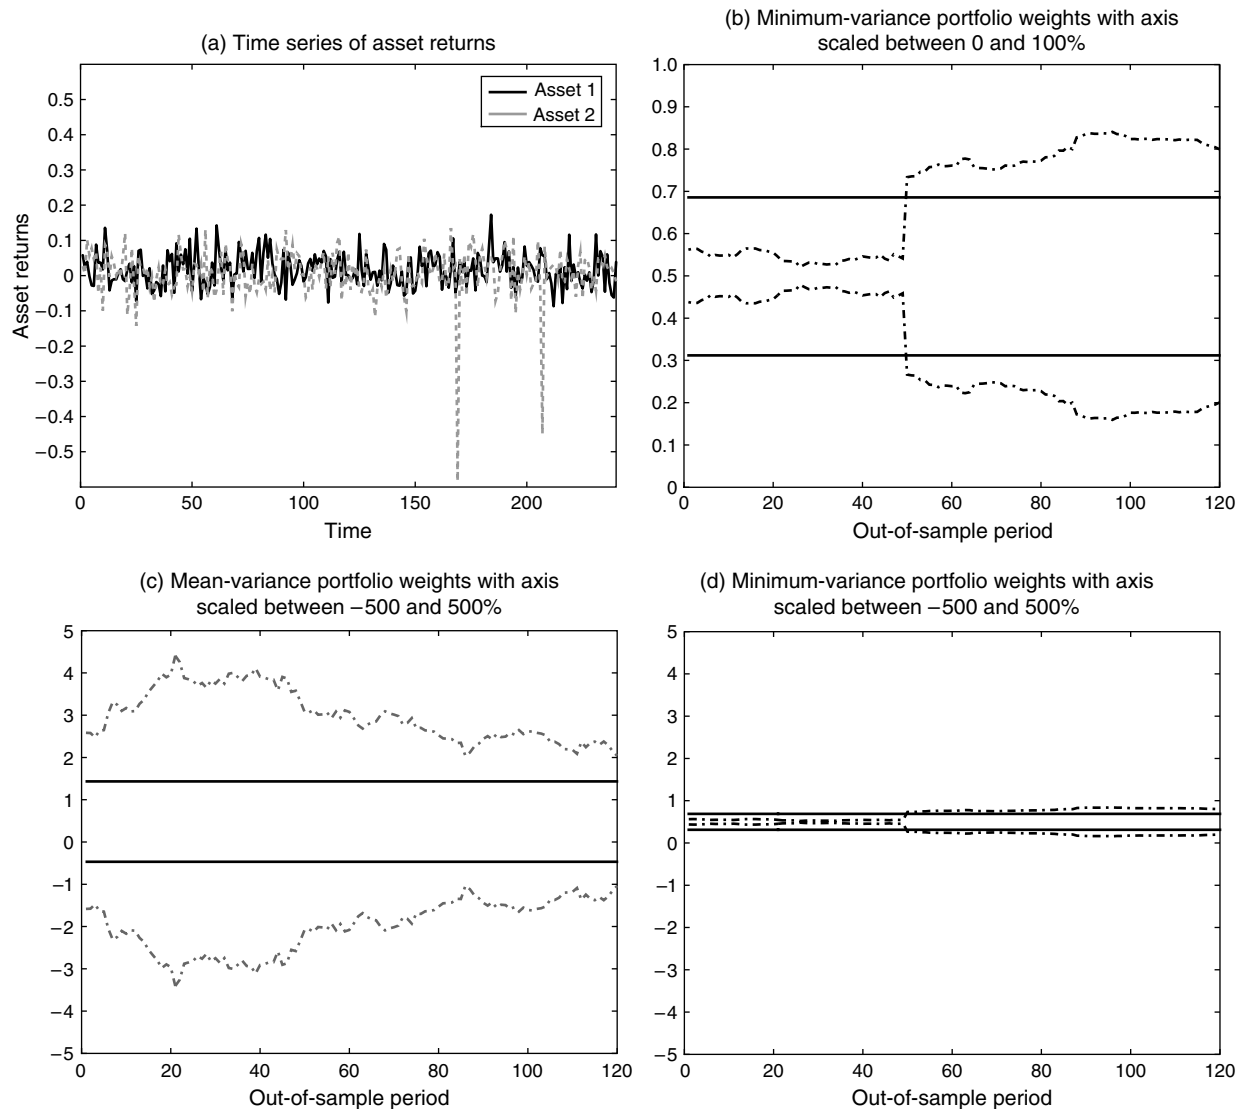 (a) Time series of asset returns
0.5
0.4
0.3
0.2
0.1
0
−0.1
−0.2
−0.3
−0.4
−0.5
Asset returns
Asset 1
Asset 2
0 50 100 150 200
Time
(b) Minimum-variance portfolio weights with axis
scaled between 0 and 100%
1.0
0.9
0.8
0.7
0.6
0.5
0.4
0.3
0.2
0.1
0
0 20 40 60 80 100 120
Out-of-sample period
(c) Mean-variance portfolio weights with axis
scaled between −500 and 500%
5
4
3
2
1
0
−1
−2
−3
−4
−5
0 20 40 60 80 100 120
Out-of-sample period
(d) Minimum-variance portfolio weights with axis
scaled between −500 and 500%
5
4
3
2
1
0
−1
−2
−3
−4
−5
0 20 40 60 80 100 120
Out-of-sample period